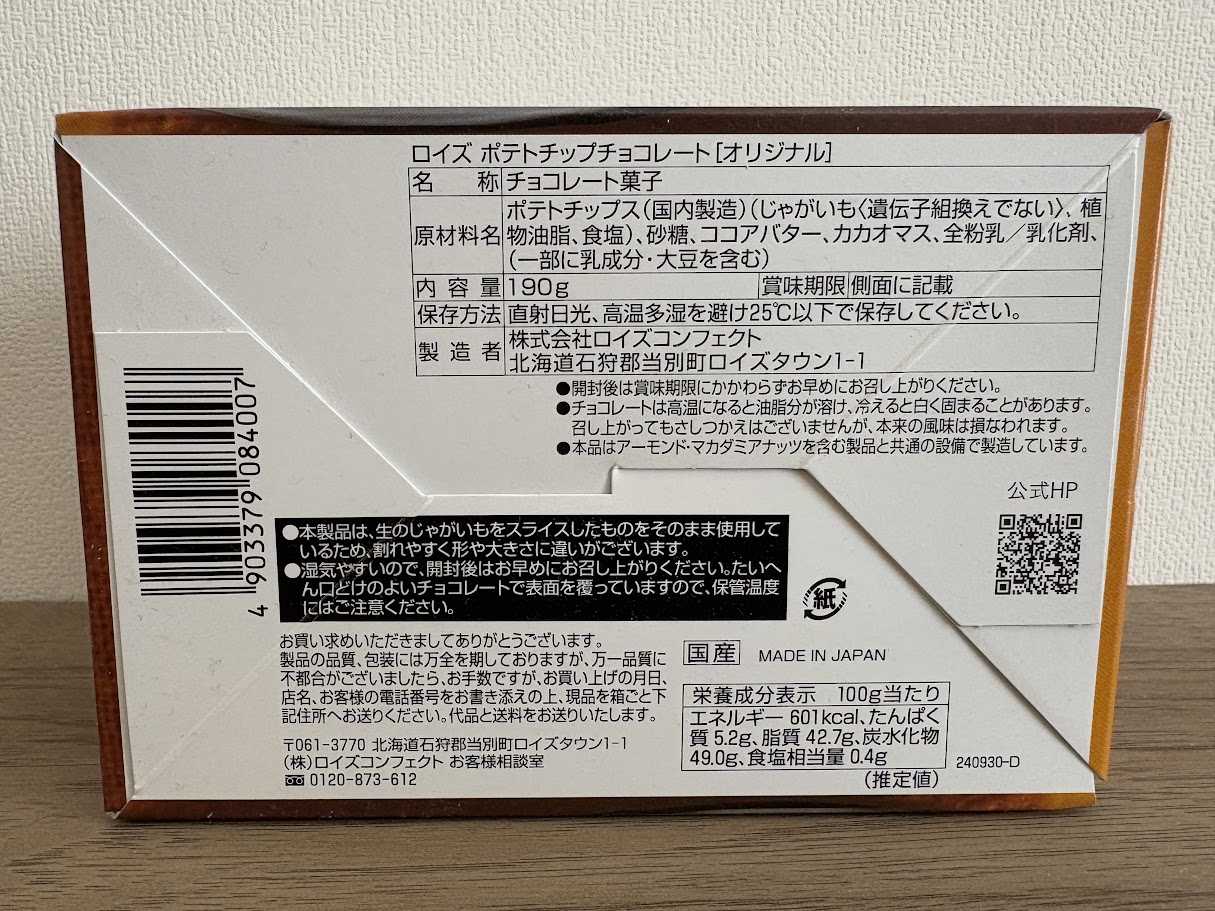 ロイズ ポテトチップチョコレート[オリジナル]
名 称 チョコレート菓子
原材料名 ポテトチップス(国内製造)(じゃがいも〈遺伝子組換えでない〉、植
物油脂、食塩)、砂糖、ココアバター、カカオマス、全粉乳/乳化剤、
(一部に乳成分・大豆を含む)
内 容 量 190g 賞味期限 側面に記載
保存方法 直射日光、高温多湿を避け25℃以下で保存してください。
製 造 者 株式会社ロイズコンフェクト
北海道石狩郡当別町ロイズタウン1-1
●開封後は賞味期限にかかわらずお早めにお召し上がりください。
●チョコレートは高温になると油脂分が溶け、冷えると白く固まることがあります。
召し上がってもさしつかえはございませんが、本来の風味は損なわれます。
●本品はアーモンド・マカダミアナッツを含む製品と共通の設備で製造しています。
4 903379 084007
公式HP
●本製品は、生のじゃがいもをスライスしたものをそのまま使用して
いるため、割れやすく形や大きさに違いがございます。
●湿気やすいので、開封後はお早めにお召し上がりください。たいへ
ん口どけのよいチョコレートで表面を覆っていますので、保管温度
にはご注意ください。
紙
お買い求めいただきましてありがとうございます。
製品の品質、包装には万全を期しておりますが、万一品質に
不都合がございましたら、お手数ですが、お買い上げの月日、
店名、お客様の電話番号をお書き添えの上、現品を箱ごと下
記住所へお送りください。代品と送料をお送りいたします。
〒061-3770 北海道石狩郡当別町ロイズタウン1-1
(株)ロイズコンフェクト お客様相談室
0120-873-612
国産 MADE IN JAPAN
栄養成分表示 100g当たり
エネルギー 601kcal、たんぱく
質 5.2g、脂質 42.7g、炭水化物
49.0g、食塩相当量 0.4g
(推定値)
240930-D